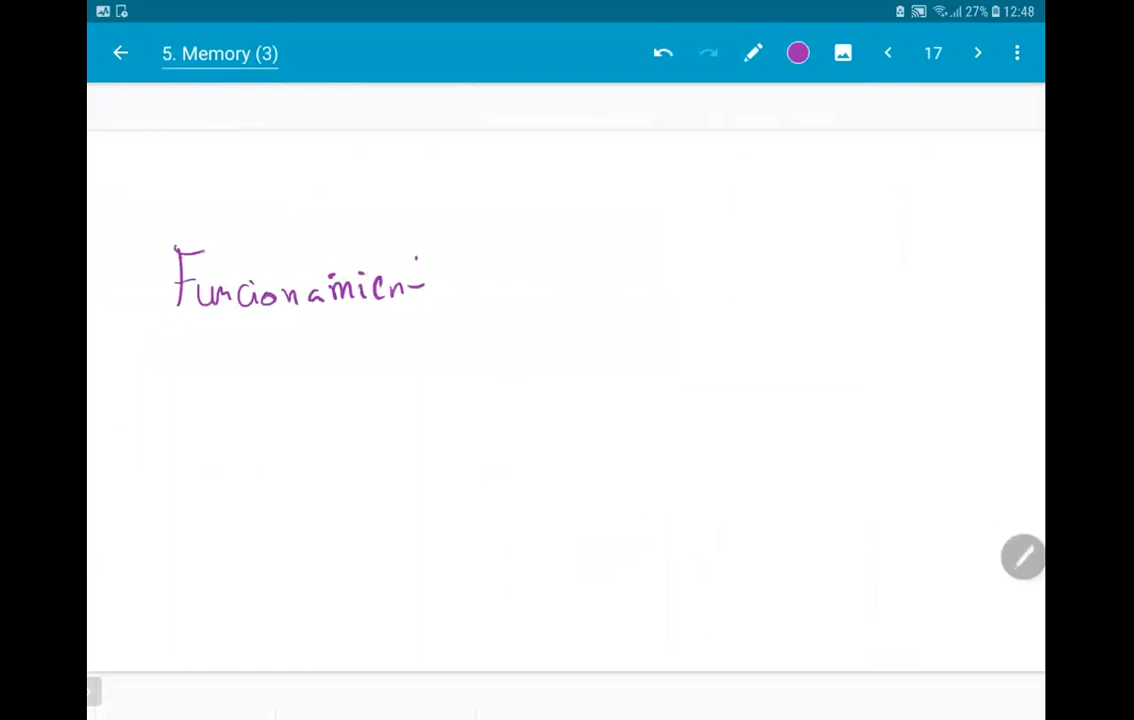 27% 12:48
5. Memory (3)
17
Funcionamien-